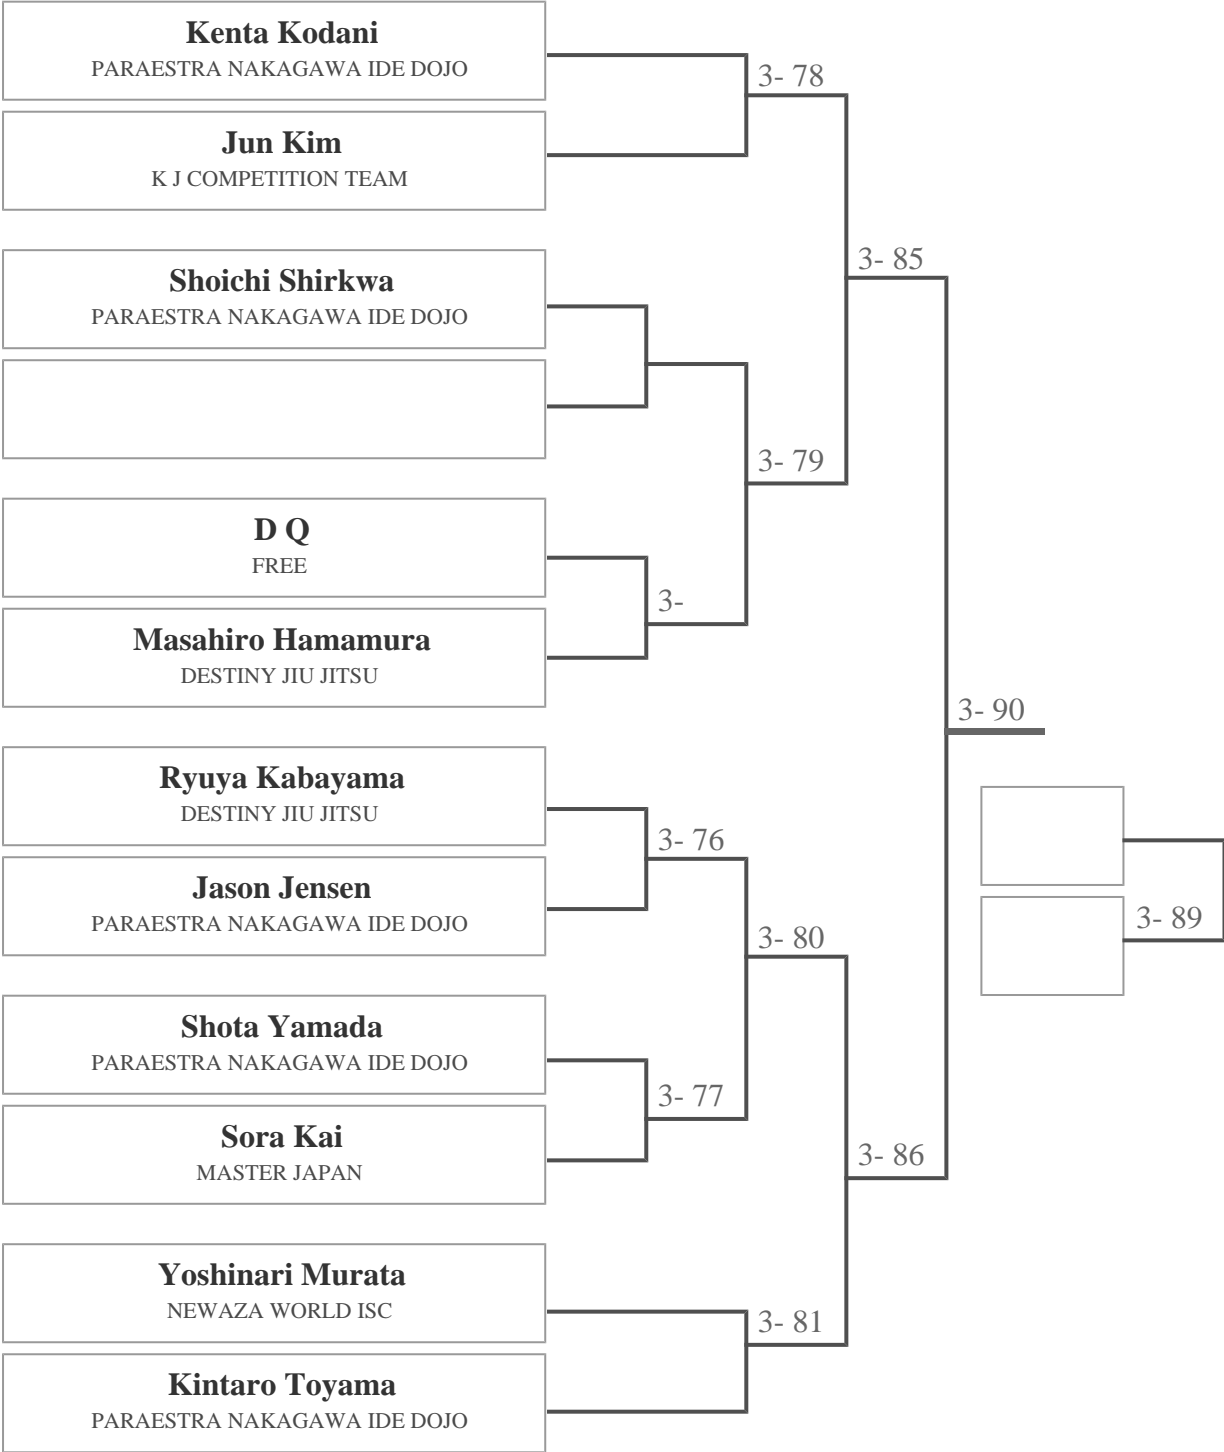 Kenta Kodani
PARAESTRA NAKAGAWA IDE DOJO
3- 78
Jun Kim
K J COMPETITION TEAM
3- 85
Shoichi Shirkwa
PARAESTRA NAKAGAWA IDE DOJO
3- 79
D Q
FREE
3-
Masahiro Hamamura
DESTINY JIU JITSU
3- 90
Ryuya Kabayama
DESTINY JIU JITSU
3- 76
Jason Jensen
PARAESTRA NAKAGAWA IDE DOJO
3- 89
3- 80
Shota Yamada
PARAESTRA NAKAGAWA IDE DOJO
3- 77
Sora Kai
MASTER JAPAN
3- 86
Yoshinari Murata
NEWAZA WORLD ISC
3- 81
Kintaro Toyama
PARAESTRA NAKAGAWA IDE DOJO